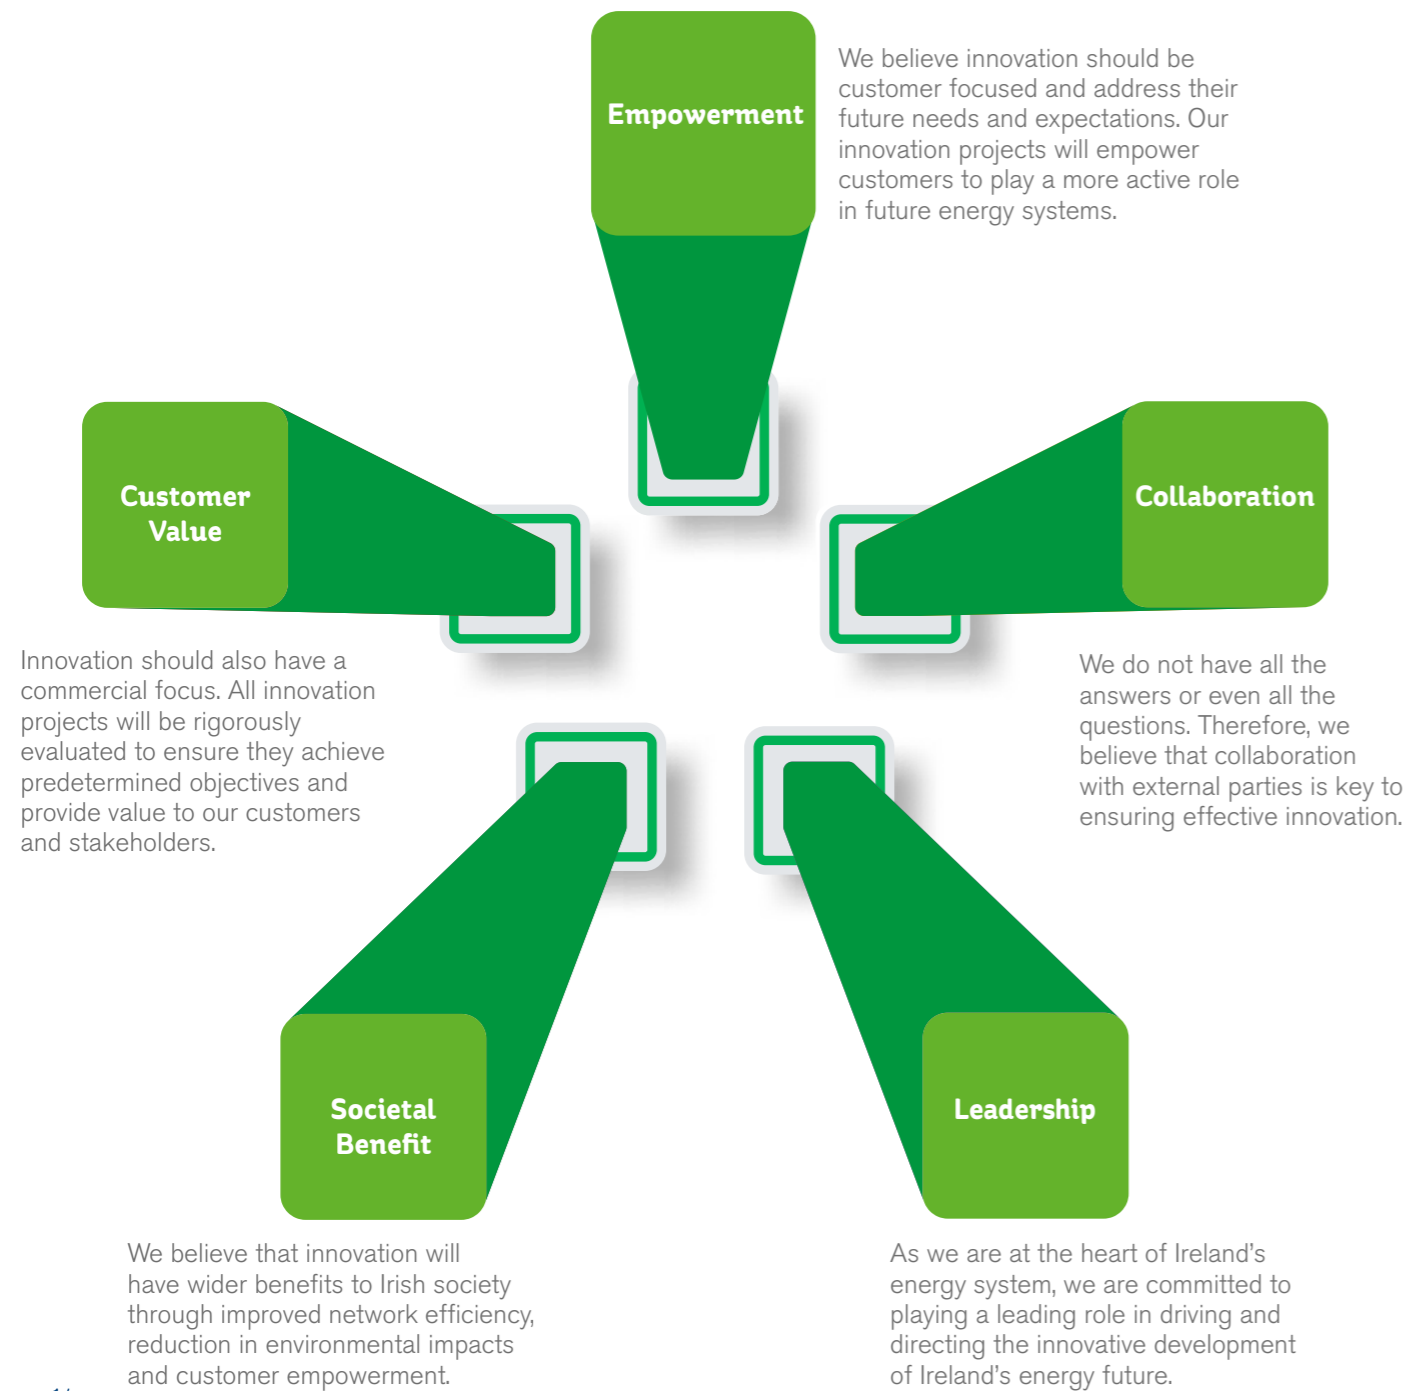 Empowerment
We believe innovation should be
customer focused and address their
future needs and expectations. Our
innovation projects will empower
customers to play a more active role
in future energy systems.
Customer
Value
Innovation should also have a
commercial focus. All innovation
projects will be rigorously
evaluated to ensure they achieve
predetermined objectives and
provide value to our customers
and stakeholders.
Collaboration
We do not have all the
answers or even all the
questions. Therefore, we
believe that collaboration
with external parties is key to
ensuring effective innovation.
Societal
Benefit
We believe that innovation will
have wider benefits to Irish society
through improved network efficiency,
reduction in environmental impacts
and customer empowerment.
Leadership
As we are at the heart of Ireland's
energy system, we are committed to
playing a leading role in driving and
directing the innovative development
of Ireland's energy future.